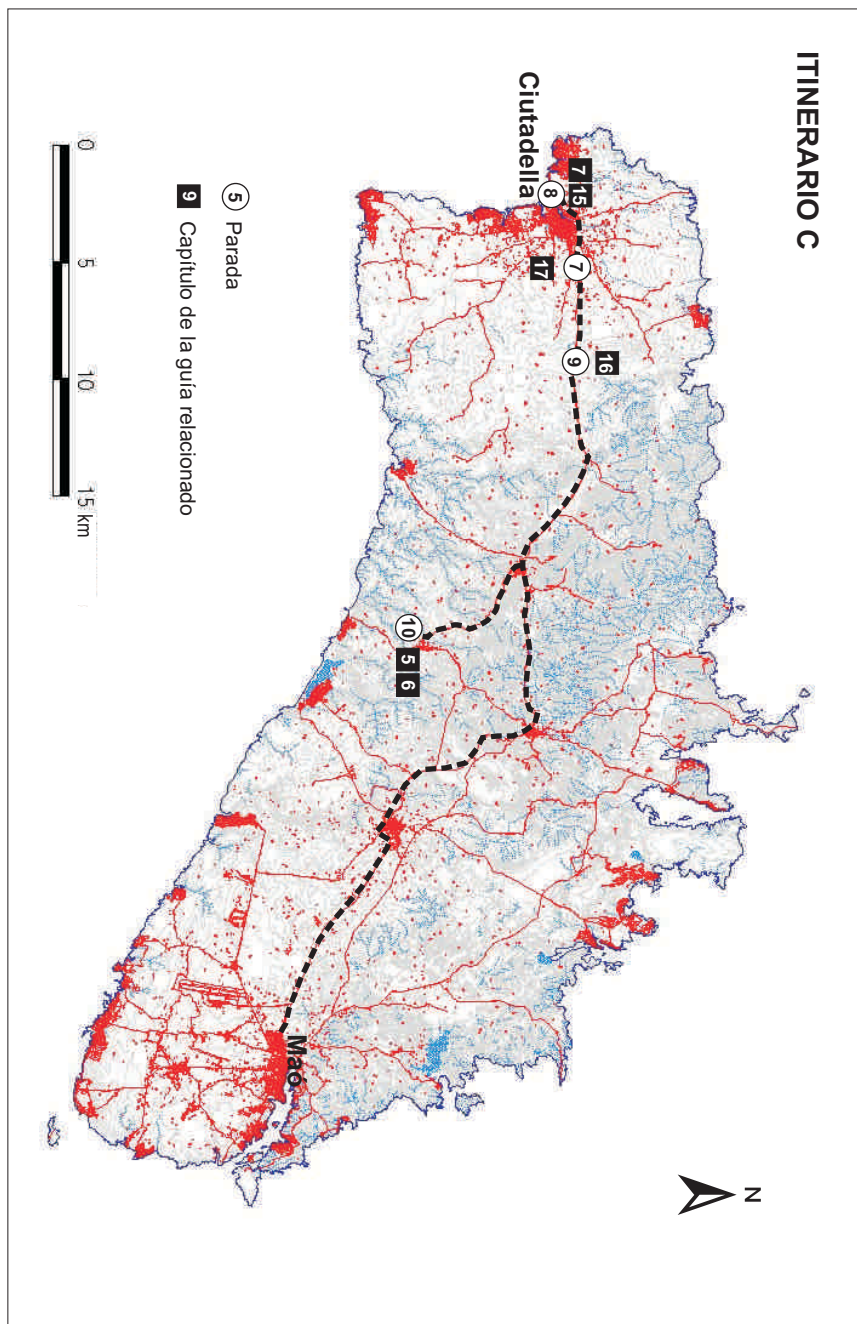 ITINERARIO C
N
Ciutadella
7 15
8
7
17
16
9
10
5 6
Maó
5 Parada
9 Capítulo de la guía relacionado
0 5 10 15 km